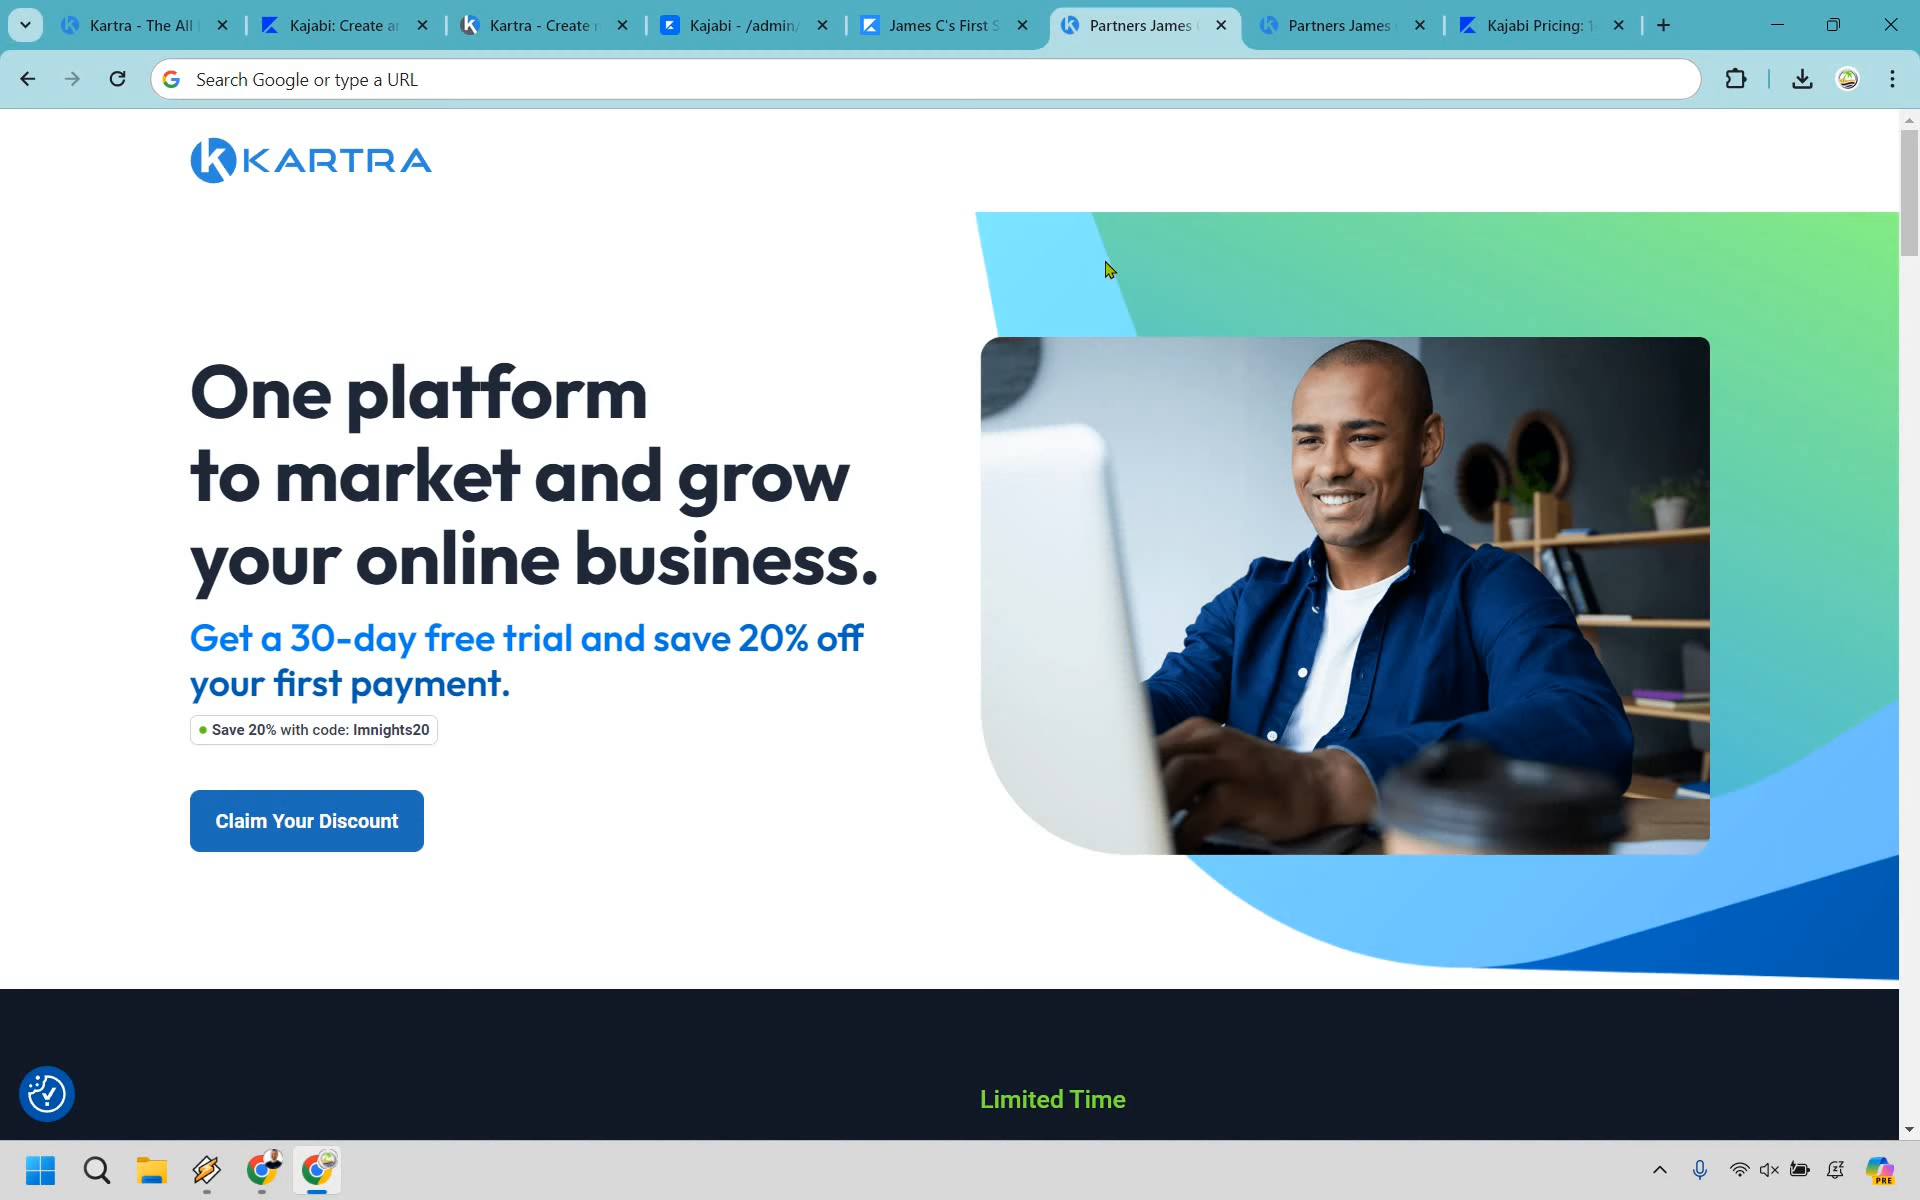 Kartra - The All
Kajabi: Create an
Kartra - Create
Kajabi - /admin/
James C's First S
Partners James
Partners James
Kajabi Pricing:
Search Google or type a URL
KARTRA
One platform
to market and grow
your online business.
Get a 30-day free trial and save 20% off
your first payment.
Save 20% with code: Imnights20
Claim Your Discount
Limited Time
PRE